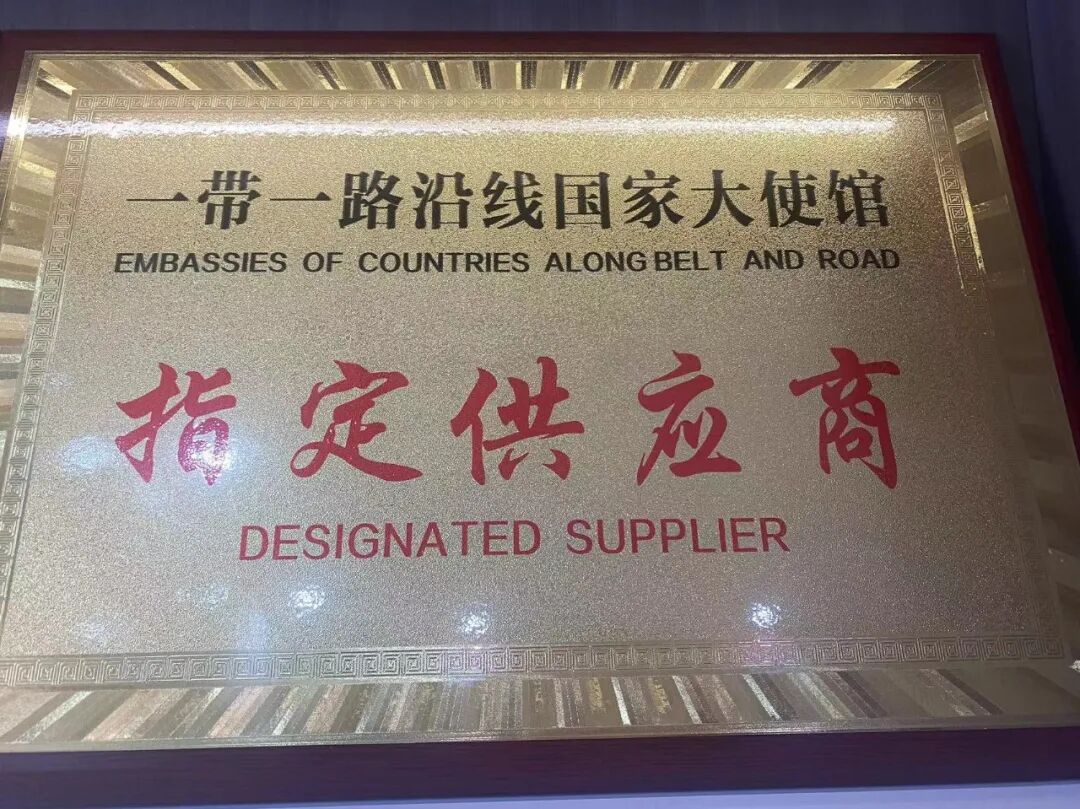 一带一路沿线国家大使馆
EMBASSIES OF COUNTRIES ALONG BELT AND ROAD
指定供应商
DESIGNATED SUPPLIER